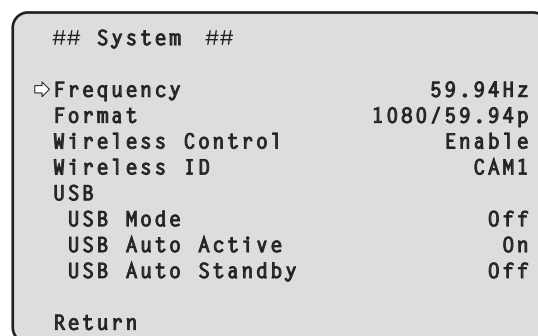 ## System ##
⇨Frequency 59.94Hz
Format 1080/59.94p
Wireless Control Enable
Wireless ID CAM1
USB
USB Mode Off
USB Auto Active On
USB Auto Standby Off
Return